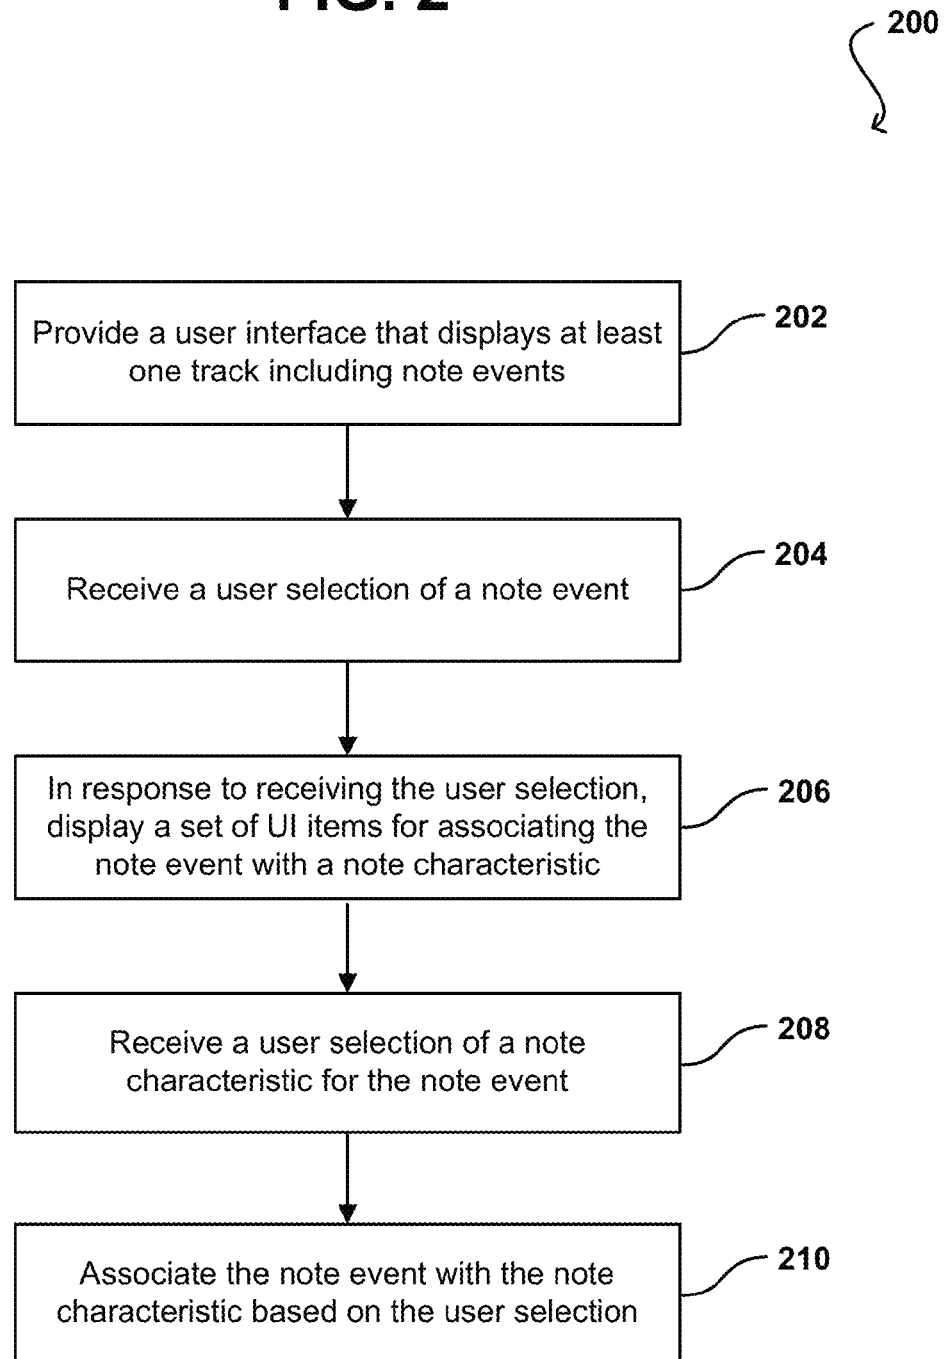 FIG. 2
200
Provide a user interface that displays at least
one track including note events
202
Receive a user selection of a note event
204
In response to receiving the user selection,
display a set of UI items for associating the
note event with a note characteristic
206
Receive a user selection of a note
characteristic for the note event
208
Associate the note event with the note
characteristic based on the user selection
210